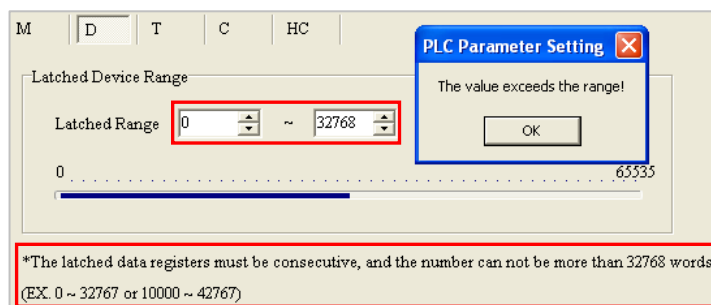 M D T C HC
PLC Parameter Setting
The value exceeds the range!
OK
Latched Device Range
Latched Range 0 ~ 32768
0 65535
*The latched data registers must be consecutive, and the number can not be more than 32768 words
(EX. 0 ~ 32767 or 10000 ~ 42767)